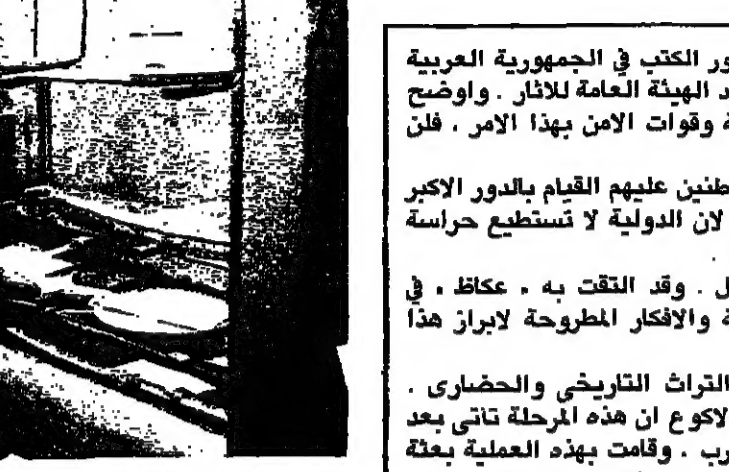 ور الكتب في الجمهورية العربية
د الهيئة العامة للاثار . واوضح
ة وقوات الامن بهذا الامر ، فلن
طنين عليهم القيام بالدور الاكبر
لان الدولية لا تستطيع حراسة
ل . وقد التقت به « عكاظ » في
ة والافكار المطروحة لابراز هذا
التراث التاريخي والحضارى .
لاكوع ان هذه المرحلة تاتى بعد
رب . وقامت بهذه العملية بعثة